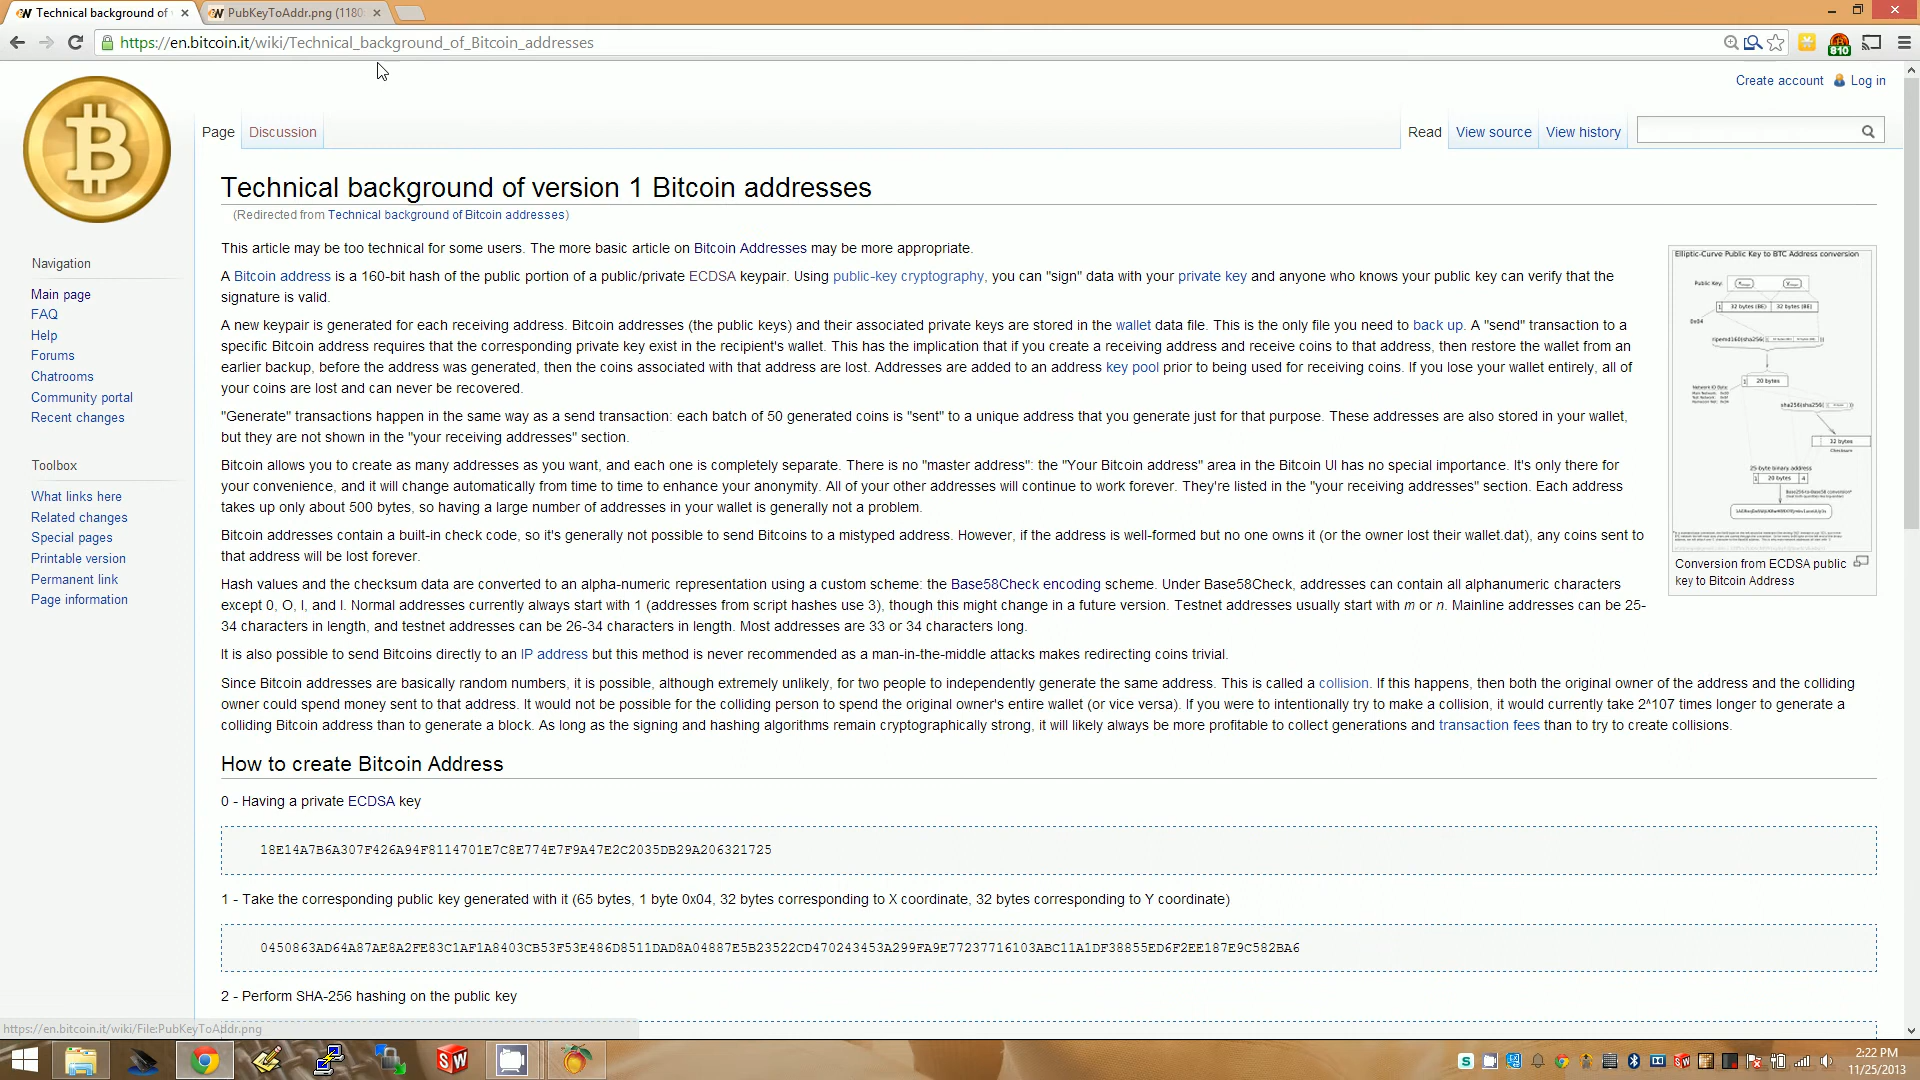 Technical background of
PubKeyToAddr.png (1180
https://en.bitcoin.it/wiki/Technical_background_of_Bitcoin_addresses
810
Create account Log in
Page Discussion Read View source View history
Technical background of version 1 Bitcoin addresses
(Redirected from Technical background of Bitcoin addresses)
This article may be too technical for some users. The more basic article on Bitcoin Addresses may be more appropriate.
A Bitcoin address is a 160-bit hash of the public portion of a public/private ECDSA keypair. Using public-key cryptography, you can "sign" data with your private key and anyone who knows your public key can verify that the
signature is valid.
A new keypair is generated for each receiving address. Bitcoin addresses (the public keys) and their associated private keys are stored in the wallet data file. This is the only file you need to back up. A "send" transaction to a
specific Bitcoin address requires that the corresponding private key exist in the recipient's wallet. This has the implication that if you create a receiving address and receive coins to that address, then restore the wallet from an
earlier backup, before the address was generated, then the coins associated with that address are lost. Addresses are added to an address key pool prior to being used for receiving coins. If you lose your wallet entirely, all of
your coins are lost and can never be recovered.
"Generate" transactions happen in the same way as a send transaction: each batch of 50 generated coins is "sent" to a unique address that you generate just for that purpose. These addresses are also stored in your wallet,
but they are not shown in the "your receiving addresses" section.
Bitcoin allows you to create as many addresses as you want, and each one is completely separate. There is no "master address": the "Your Bitcoin address" area in the Bitcoin UI has no special importance. It's only there for
your convenience, and it will change automatically from time to time to enhance your anonymity. All of your other addresses will continue to work forever. They're listed in the "your receiving addresses" section. Each address
takes up only about 500 bytes, so having a large number of addresses in your wallet is generally not a problem.
Bitcoin addresses contain a built-in check code, so it's generally not possible to send Bitcoins to a mistyped address. However, if the address is well-formed but no one owns it (or the owner lost their wallet.dat), any coins sent to
that address will be lost forever.
Hash values and the checksum data are converted to an alpha-numeric representation using a custom scheme: the Base58Check encoding scheme. Under Base58Check, addresses can contain all alphanumeric characters
except 0, O, I, and l. Normal addresses currently always start with 1 (addresses from script hashes use 3), though this might change in a future version. Testnet addresses usually start with m or n. Mainline addresses can be 25-
34 characters in length, and testnet addresses can be 26-34 characters in length. Most addresses are 33 or 34 characters long.
It is also possible to send Bitcoins directly to an IP address but this method is never recommended as a man-in-the-middle attacks makes redirecting coins trivial.
Since Bitcoin addresses are basically random numbers, it is possible, although extremely unlikely, for two people to independently generate the same address. This is called a collision. If this happens, then both the original owner of the address and the colliding
owner could spend money sent to that address. It would not be possible for the colliding person to spend the original owner's entire wallet (or vice versa). If you were to intentionally try to make a collision, it would currently take 2^107 times longer to generate a
colliding Bitcoin address than to generate a block. As long as the signing and hashing algorithms remain cryptographically strong, it will likely always be more profitable to collect generations and transaction fees than to try to create collisions.
How to create Bitcoin Address
0 - Having a private ECDSA key
18E14A7B6A307F426A94F8114701E7C8E774E7F9A47E2C2035DB29A206321725
1 - Take the corresponding public key generated with it (65 bytes, 1 byte 0x04, 32 bytes corresponding to X coordinate, 32 bytes corresponding to Y coordinate)
0450863AD64A87AE8A2FE83C1AF1A8403CB53F53E486D8511DAD8A04887E5B23522CD470243453A299FA9E77237716103ABC11A1DF38855ED6F2EE187E9C582BA6
2 - Perform SHA-256 hashing on the public key
Navigation
Main page
FAQ
Help
Forums
Chatrooms
Community portal
Recent changes
Toolbox
What links here
Related changes
Special pages
Printable version
Permanent link
Page information
Elliptic-Curve Public Key to BTC Address conversion
Public Key:
1 32 bytes (BE) 32 bytes (BE)
0x04
ripemd160(sha256(
1 20 bytes
sha256(sha256(
32 bytes
Checksum
25-byte binary address
1 20 bytes 4
Conversion from ECDSA public
key to Bitcoin Address
https://en.bitcoin.it/wiki/File:PubKeyToAddr.png
2:22 PM
11/25/2013